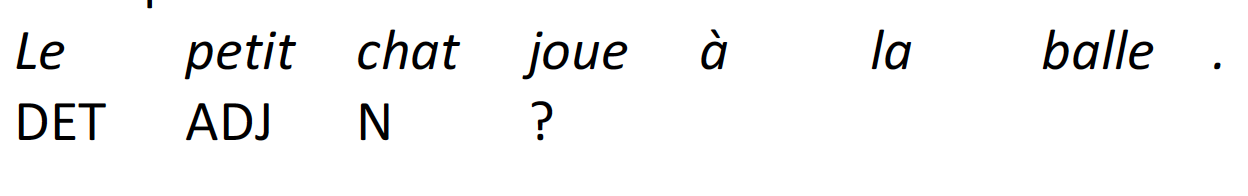 Le petit chat joue à la balle .
DET ADJ N ?